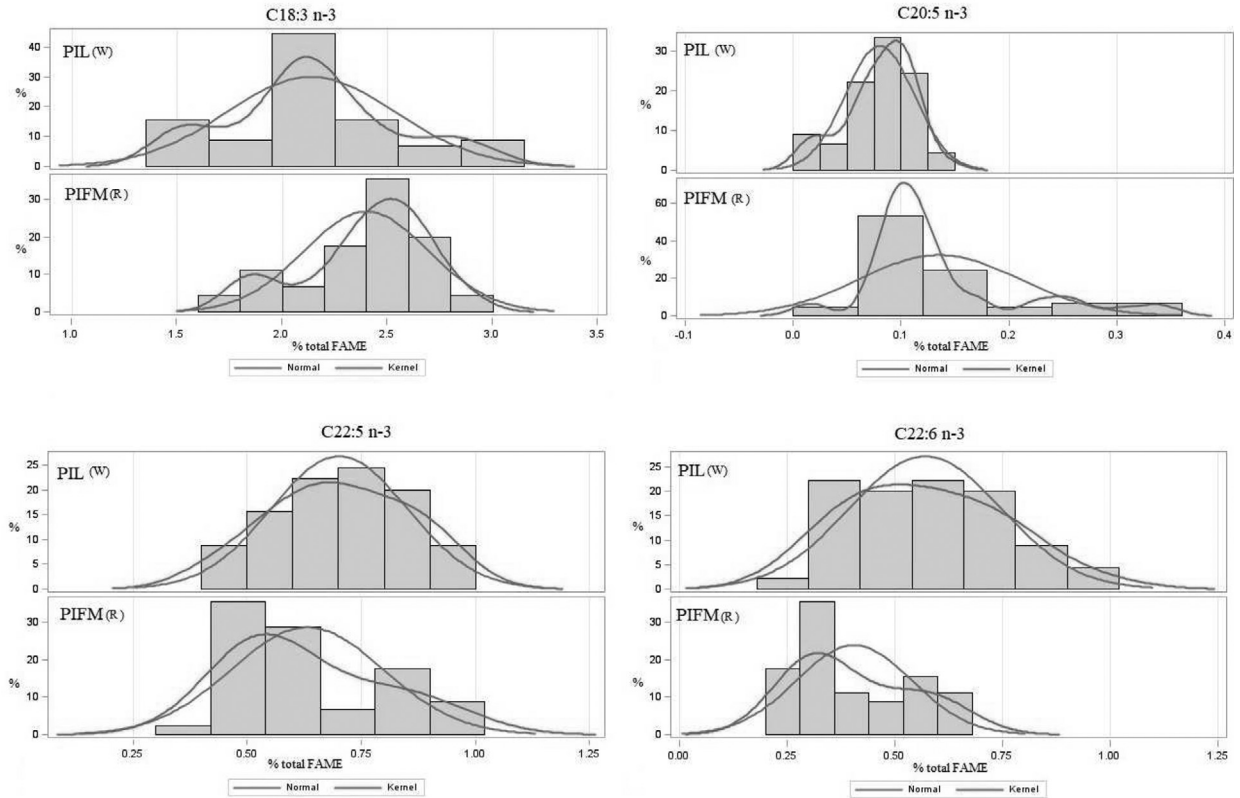 C18:3 n-3
PIL (W)
40
30
20
10
0
%
PIFM (R)
30
20
10
0
%
1.0 1.5 2.0 2.5 3.0 3.5
% total FAME
Normal Kernel
C20:5 n-3
PIL (W)
30
20
10
0
%
PIFM (R)
60
40
20
0
%
-0.1 0.0 0.1 0.2 0.3 0.4
% total FAME
Normal Kernel
C22:5 n-3
PIL (W)
25
20
15
10
5
0
%
PIFM (R)
30
20
10
0
%
0.25 0.50 0.75 1.00 1.25
% total FAME
Normal Kernel
C22:6 n-3
PIL (W)
25
20
15
10
5
0
%
PIFM (R)
30
20
10
0
%
0.00 0.25 0.50 0.75 1.00 1.25
% total FAME
Normal Kernel